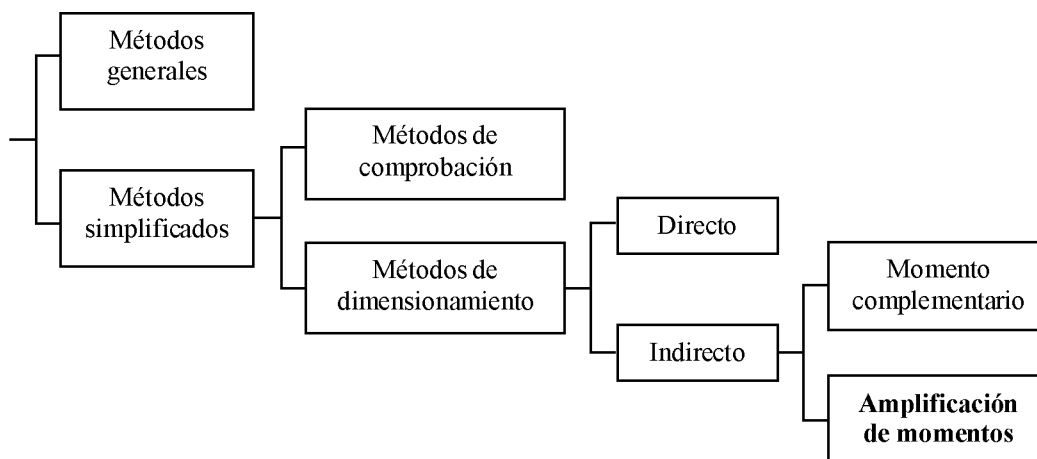 Métodos
generales
Métodos
simplificados
Métodos de
comprobación
Métodos de
dimensionamiento
Directo
Indirecto
Momento
complementario
Amplificación
de momentos